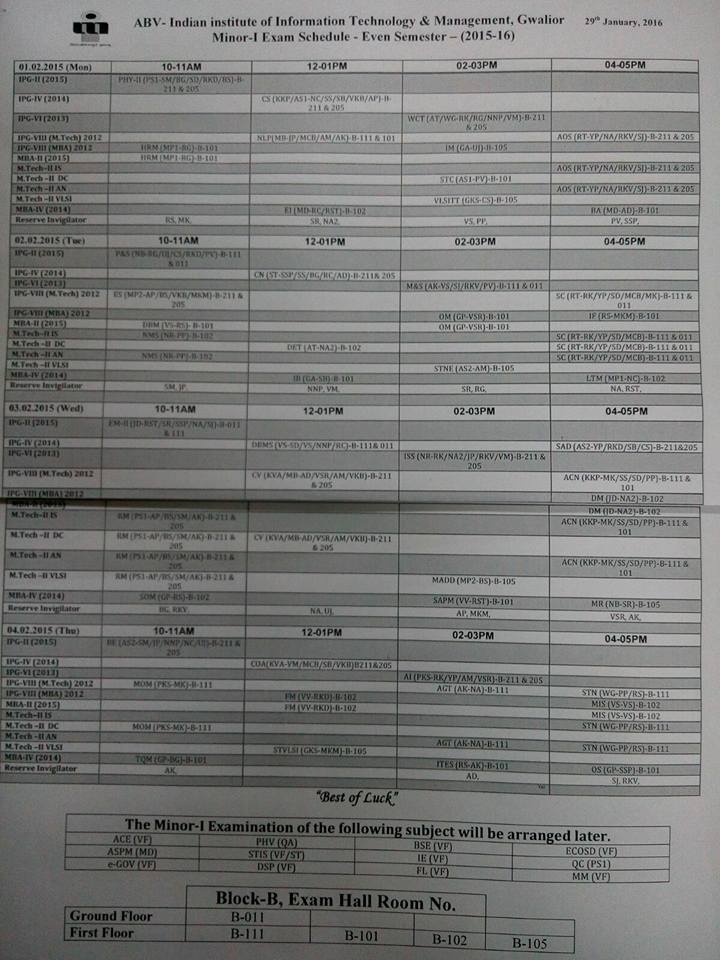 ABV- Indian institute of Information Technology & Management, Gwalior 29th January, 2016
Minor-I Exam Schedule - Even Semester – (2015-16)
01.02.2015 (Mon) 10-11AM 12-01PM 02-03PM 04-05PM
IPG-II (2015) PHY-II (PS1-SM/BG/SD/RKD/BS)-B-
211 & 205
IPG-IV (2014) CS (KKP/AS1-NC/SS/SB/VKB/AP)-B-
211 & 205
IPG-VI (2013) WCT (AT/WG-RK/RG/NNP/VM)-B-211
& 205
IPG-VIII (M.Tech) 2012 NLP(MB-JP/MCB/AM/AK)-B-111 & 101 AOS (RT-YP/NA/RKV/SJ)-B-211 & 205
IPG-VIII (MBA) 2012 HRM (MP1-RG)-B-101 IM (GA-UJ)-B-105
MBA-II (2015) HRM (MP1-RG)-B-101
M.Tech-II IS AOS (RT-YP/NA/RKV/SJ)-B-211 & 205
M.Tech -II DC STC (AS1-PV)-B-101
M.Tech -II AN AOS (RT-YP/NA/RKV/SJ)-B-211 & 205
M.Tech -II VLSI VLSITT (GKS-CS)-B-105
MBA-IV (2014) EI (MD-RC/RST)-B-102 BA (MD-AD)-B-101
Reserve Invigilator RS, MK, SR, NA2, VS, PP, PV, SSP,
02.02.2015 (Tue) 10-11AM 12-01PM 02-03PM 04-05PM
IPG-II (2015) P&S (NB-RG/UJ/CS/RKD/PV)-B-111
& 011
IPG-IV (2014) CN (ST-SSP/SS/BG/RC/AD)-B-211& 205
IPG-VI (2013) M&S (AK-VS/SJ/RKV/PV)-B-111 & 011
IPG-VIII (M.Tech) 2012 ES (MP2-AP/BS/VKB/MKM)-B-211 &
205 SC (RT-RK/YP/SD/MCB/MK)-B-111 &
011
IPG-VIII (MBA) 2012 OM (GP-VSR)-B-101 IF (RS-MKM)-B-101
MBA-II (2015) DBM (VS-RS)- B-101 OM (GP-VSR)-B-101
M.Tech-II IS NMS (NR-PP)-B-102 SC (RT-RK/YP/SD/MCB)-B-111 & 011
M.Tech -II DC DET (AT-NA2)-B-102 SC (RT-RK/YP/SD/MCB)-B-111 & 011
M.Tech -II AN NMS (NR-PP)-B-102 SC (RT-RK/YP/SD/MCB)-B-111 & 011
M.Tech -II VLSI STNE (AS2-AM)-B-105
MBA-IV (2014) IB (GA-SB)-B-101 LTM (MP1-NC)-B-102
Reserve Invigilator SM, JP, NNP, VM, SR, RG, NA, RST,
03.02.2015 (Wed) 10-11AM 12-01PM 02-03PM 04-05PM
IPG-II (2015) EM-II (JD-RST/SR/SSP/NA/SJ)-B-011
& 111
IPG-IV (2014) DBMS (VS-SD/VS/NNP/RC)-B-111& 011 SAD (AS2-YP/RKD/SB/CS)-B-211&205
IPG-VI (2013) ISS (NR-RK/NA2/JP/RKV/VM)-B-211 &
205
IPG-VIII (M.Tech) 2012 CV (KVA/MB-AD/VSR/AM/VKB)-B-211
& 205 ACN (KKP-MK/SS/SD/PP)-B-111 &
101
IPG-VIII (MBA) 2012 DM (JD-NA2)-B-102
DM (JD-NA2)-B-102
M.Tech-II IS RM (PS1-AP/BS/SM/AK)-B-211 &
205 ACN (KKP-MK/SS/SD/PP)-B-111 &
101
M.Tech -II DC RM (PS1-AP/BS/SM/AK)-B-211 &
205 CV (KVA/MB-AD/VSR/AM/VKB)-B-211
& 205
M.Tech -II AN RM (PS1-AP/BS/SM/AK)-B-211 &
205 ACN (KKP-MK/SS/SD/PP)-B-111 &
101
M.Tech -II VLSI RM (PS1-AP/BS/SM/AK)-B-211 &
205 MADD (MP2-BS)-B-105
MBA-IV (2014) SOM (GP-RS)-B-102 SAPM (VV-RST)-B-101 MR (NB-SR)-B-105
Reserve Invigilator BG, RKV, NA, UJ, AP, MKM, VSR, AK,
04.02.2015 (Thu) 10-11AM 12-01PM 02-03PM 04-05PM
IPG-II (2015) BE (AS2-SM/JP/NNP/NC/UJ)-B-211 &
205
IPG-IV (2014) COA(KVA-VM/MCB/SB/VKB)B211&205
IPG-VI (2013) AI (PKS-RK/YP/AM/VSR)-B-211 & 205
IPG-VIII (M.Tech) 2012 MOM (PKS-MK)-B-111 AGT (AK-NA)-B-111 STN (WG-PP/RS)-B-111
IPG-VIII (MBA) 2012 FM (VV-RKD)-B-102 MIS (VS-VS)-B-102
MBA-II (2015) FM (VV-RKD)-B-102 MIS (VS-VS)-B-102
M.Tech-II IS STN (WG-PP/RS)-B-111
M.Tech -II DC MOM (PKS-MK)-B-111
M.Tech -II AN AGT (AK-NA)-B-111 STN (WG-PP/RS)-B-111
M.Tech -II VLSI STVLSI (GKS-MKM)-B-105
MBA-IV (2014) TQM (GP-BG)-B-101 ITES (RS-AK)-B-101 OS (GP-SSP)-B-101
Reserve Invigilator AK, AD, SJ, RKV,
"Best of Luck"
The Minor-I Examination of the following subject will be arranged later.
ACE (VF) PHV (QA) BSE (VF) ECOSD (VF)
ASPM (MD) STIS (VF/ST) IE (VF) QC (PS1)
e-GOV (VF) DSP (VF) FL (VF) MM (VF)
Block-B, Exam Hall Room No.
Ground Floor B-011
First Floor B-111 B-101 B-102 B-105